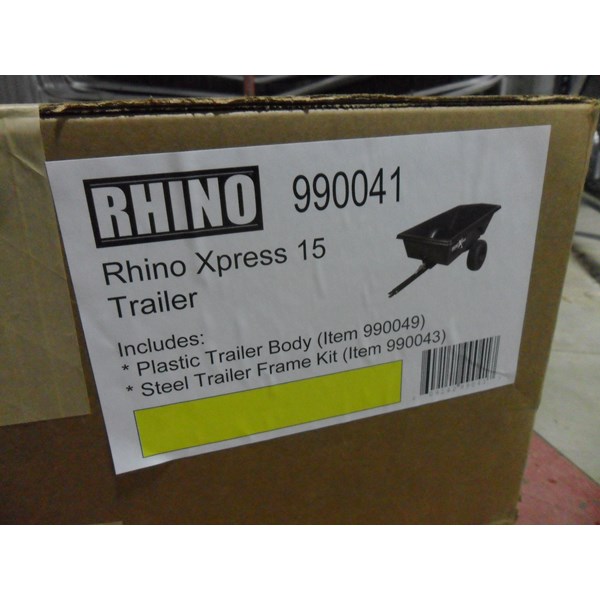 RHINO 990041
Rhino Xpress 15
Trailer
Includes:
* Plastic Trailer Body (Item 990049)
* Steel Trailer Frame Kit (Item 990043)